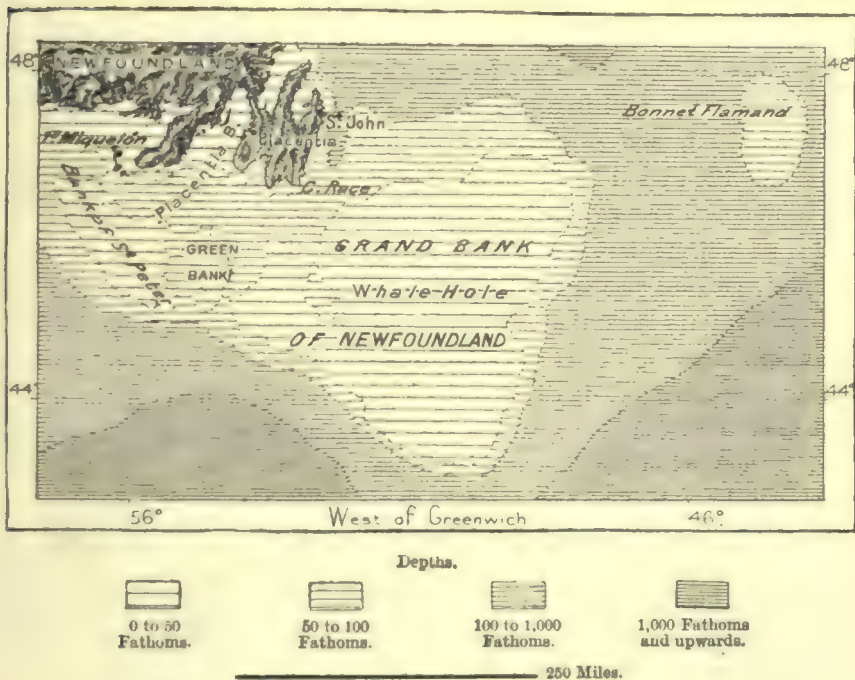 48°
48°
NEWFOUNDLAND
Bonnet Flamand
St. John
Placentia
P. Miquelon
Placentia B.
C. Race
Bank of St. Peter
GREEN
BANK
GRAND BANK
Whale-Hole
OF NEWFOUNDLAND
44°
44°
56°
West of Greenwich
46°
Depths.
0 to 50
Fathoms.
50 to 100
Fathoms.
100 to 1,000
Fathoms.
1,000 Fathoms
and upwards.
250 Miles.